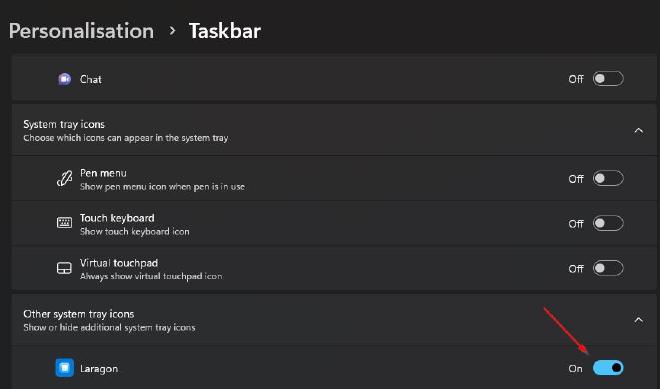 Personalisation > Taskbar
Chat Off
System tray icons
Choose which icons can appear in the system tray
Pen menu
Show pen menu icon when pen is in use
Off
Touch keyboard
Show touch keyboard icon
Off
Virtual touchpad
Always show virtual touchpad icon
Off
Other system tray icons
Show or hide additional system tray icons
Laragon On